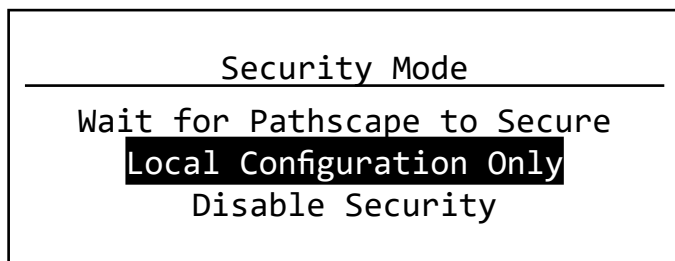 Security Mode
Wait for Pathscape to Secure
Local Configuration Only
Disable Security